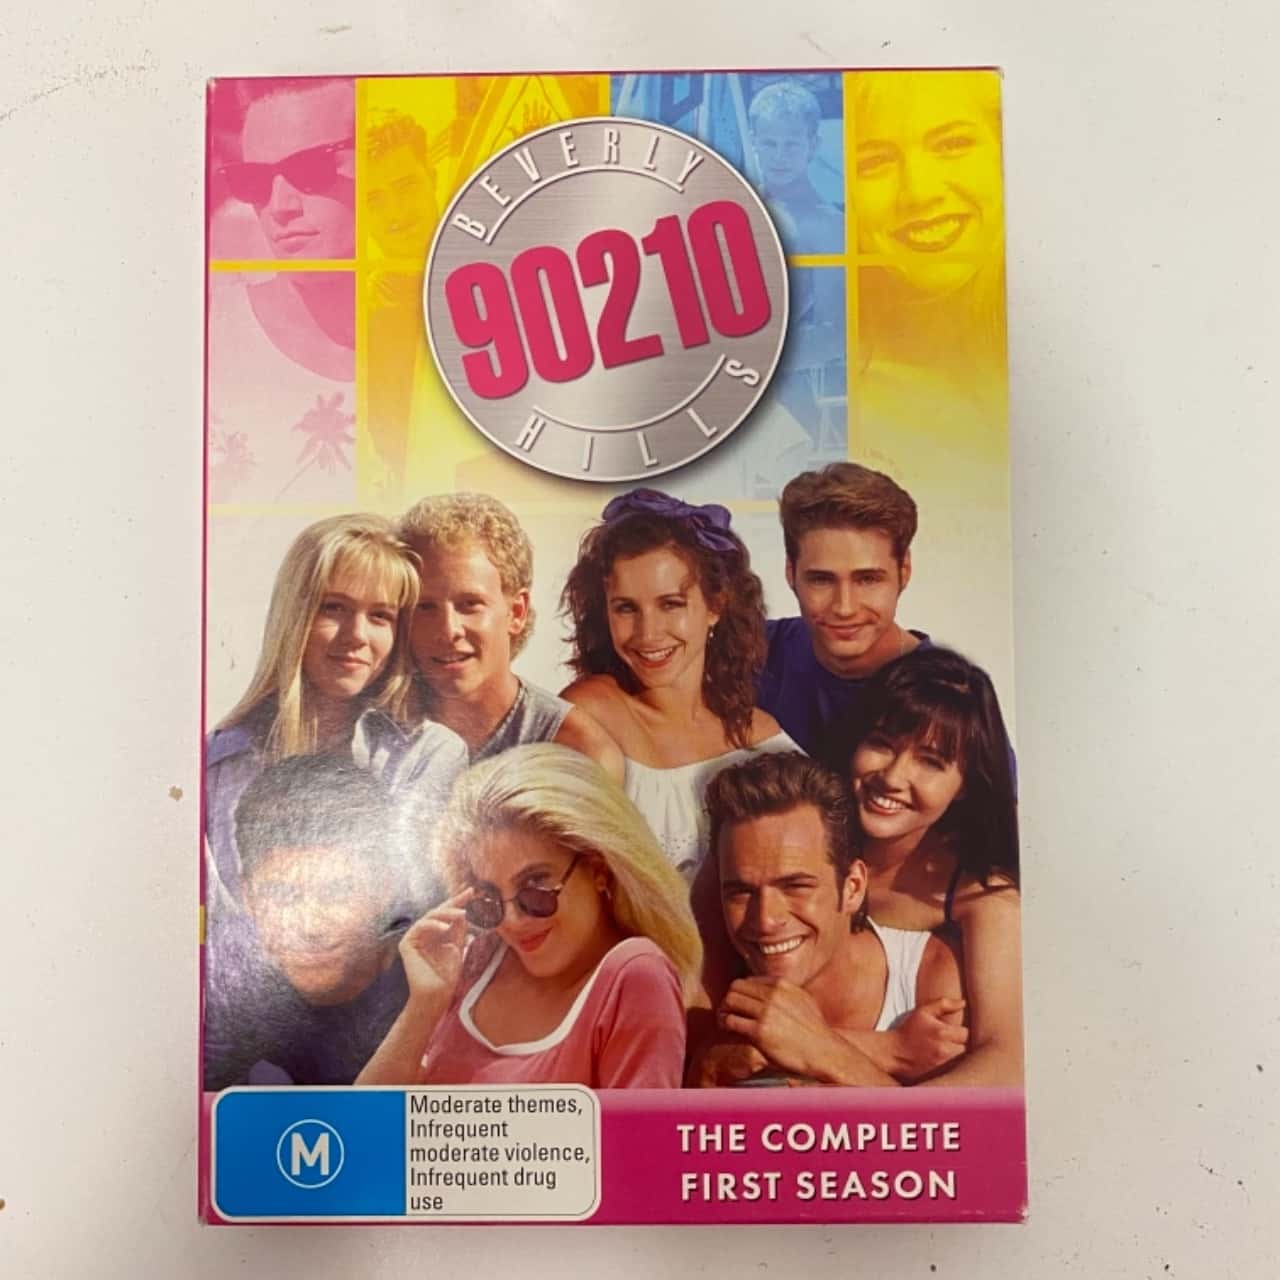 BEVERLY
90210
HILLS
M
Moderate themes,
Infrequent
moderate violence,
Infrequent drug
use
THE COMPLETE
FIRST SEASON